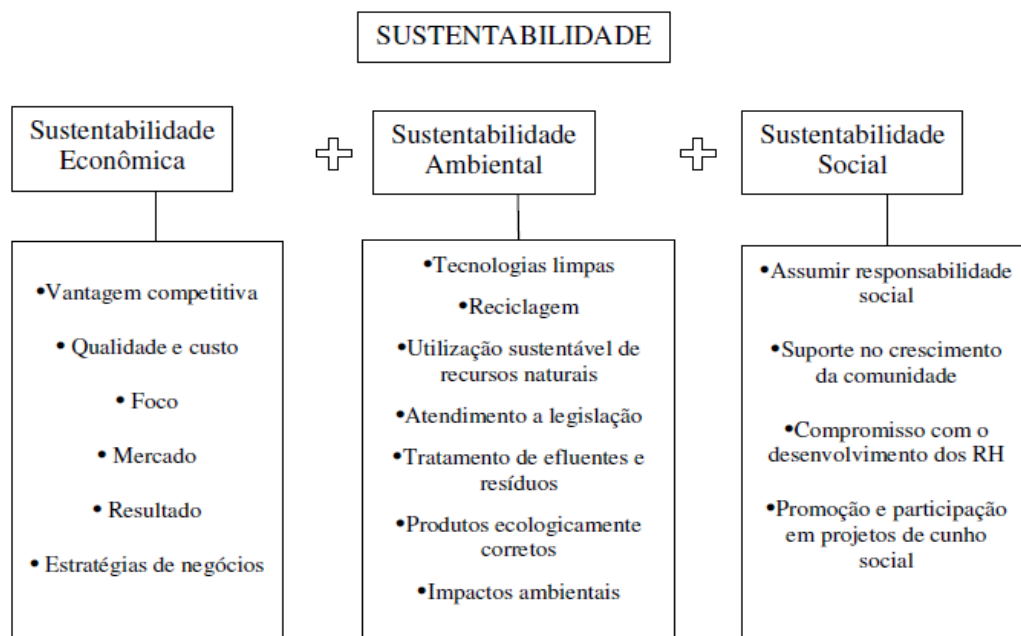 SUSTENTABILIDADE
Sustentabilidade
Econômica
Sustentabilidade
Ambiental
Sustentabilidade
Social
•Vantagem competitiva
• Qualidade e custo
• Foco
• Mercado
• Resultado
• Estratégias de negócios
•Tecnologias limpas
•Reciclagem
•Utilização sustentável de
recursos naturais
•Atendimento a legislação
•Tratamento de efluentes e
resíduos
•Produtos ecologicamente
corretos
•Impactos ambientais
•Assumir responsabilidade
social
•Suporte no crescimento
da comunidade
•Compromisso com o
desenvolvimento dos RH
•Promoção e participação
em projetos de cunho
social